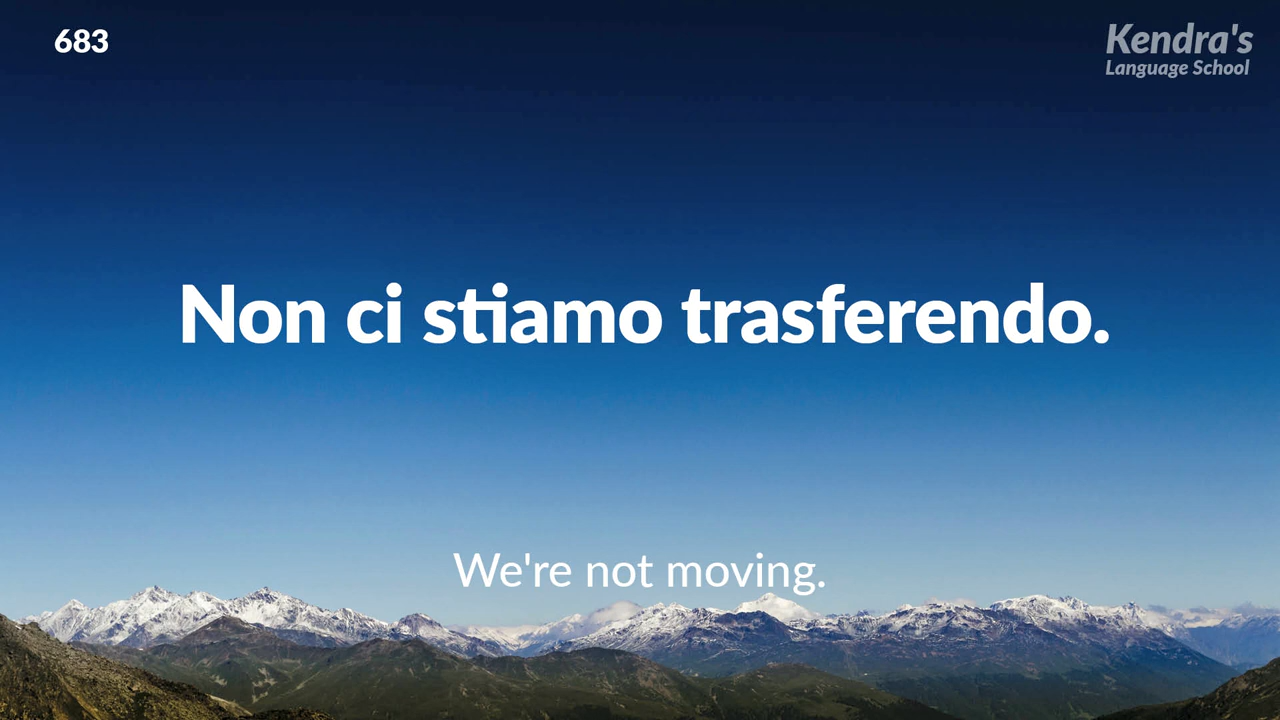 683
Kendra's
Language School
Non ci stiamo trasferendo.
We're not moving.